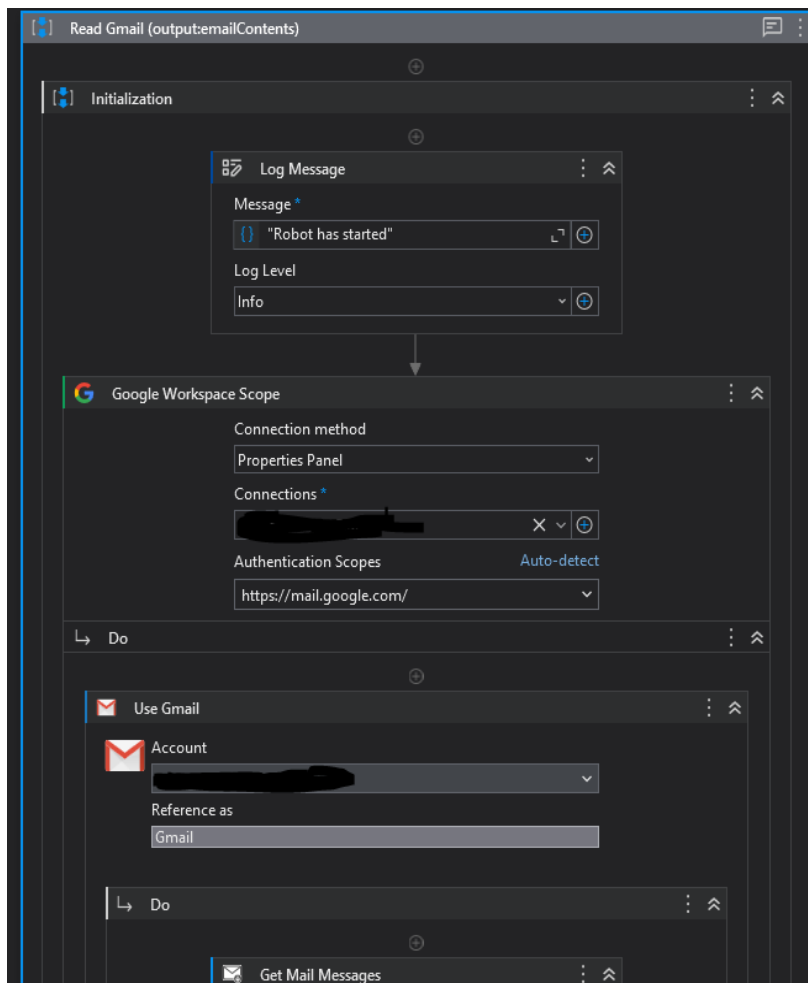 Read Gmail (output:emailContents)
Initialization
Log Message
Message *
"Robot has started"
Log Level
Info
Google Workspace Scope
Connection method
Properties Panel
Connections *
Authentication Scopes Auto-detect
https://mail.google.com/
Do
Use Gmail
Account
Reference as
Gmail
Do
Get Mail Messages